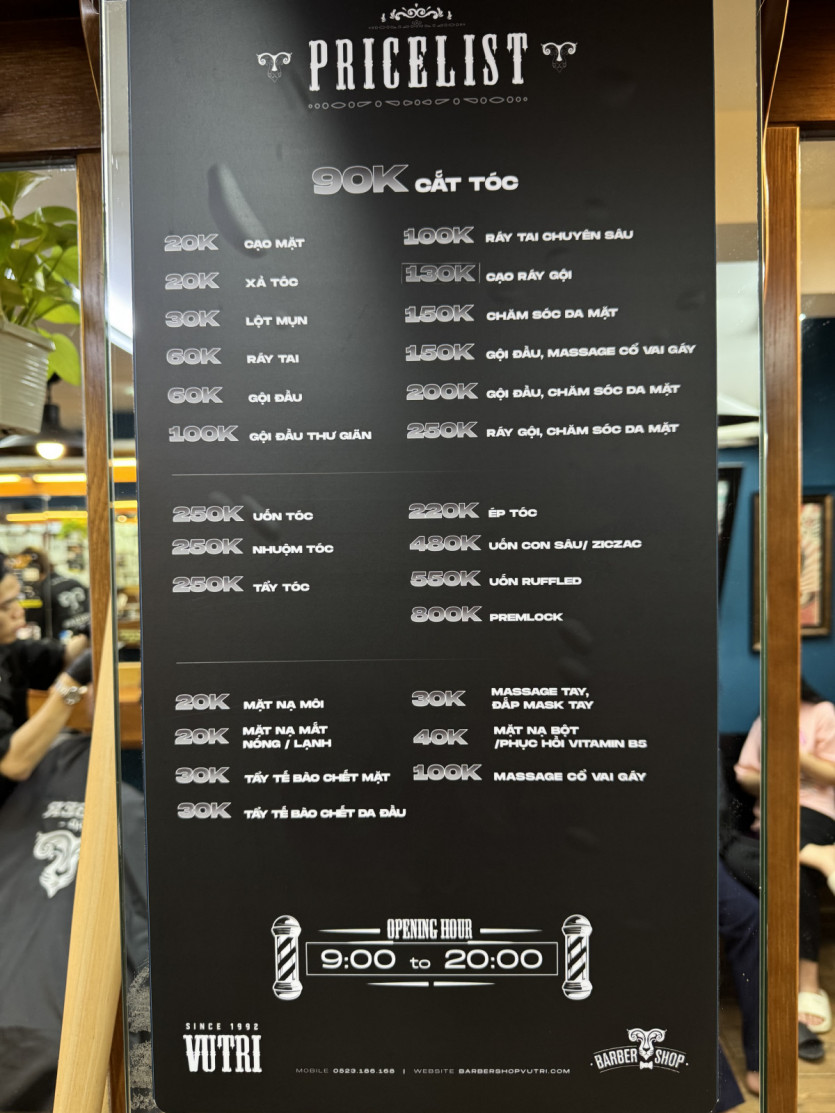 PRICELIST
90K CẮT TÓC
20K CẠO MẶT
20K XẢ TÓC
30K LỘT MỤN
60K RÁY TAI
60K GỘI ĐẦU
100K GỘI ĐẦU THƯ GIÃN
100K RÁY TAI CHUYÊN SÂU
130K CẠO RÁY GỘI
150K CHĂM SÓC DA MẶT
150K GỘI ĐẦU, MASSAGE CỔ VAI GÁY
200K GỘI ĐẦU, CHĂM SÓC DA MẶT
250K RÁY GỘI, CHĂM SÓC DA MẶT
250K UỐN TÓC
250K NHUỘM TÓC
250K TẨY TÓC
220K ÉP TÓC
480K UỐN CON SÂU/ ZICZAC
550K UỐN RUFFLED
800K PREMLOCK
20K MẶT NẠ MÔI
20K MẶT NẠ MẮT
NÓNG / LẠNH
30K TẨY TẾ BÀO CHẾT MẶT
30K TẨY TẾ BÀO CHẾT DA ĐẦU
30K MASSAGE TAY,
ĐẮP MASK TAY
40K MẶT NẠ BỘT
/PHỤC HỒI VITAMIN B5
100K MASSAGE CỔ VAI GÁY
OPENING HOUR
9:00 to 20:00
SINCE 1992
VUTRI
MOBILE 0523.166.166 | WEBSITE BARBERSHOPVUTRI.COM
BARBER SHOP